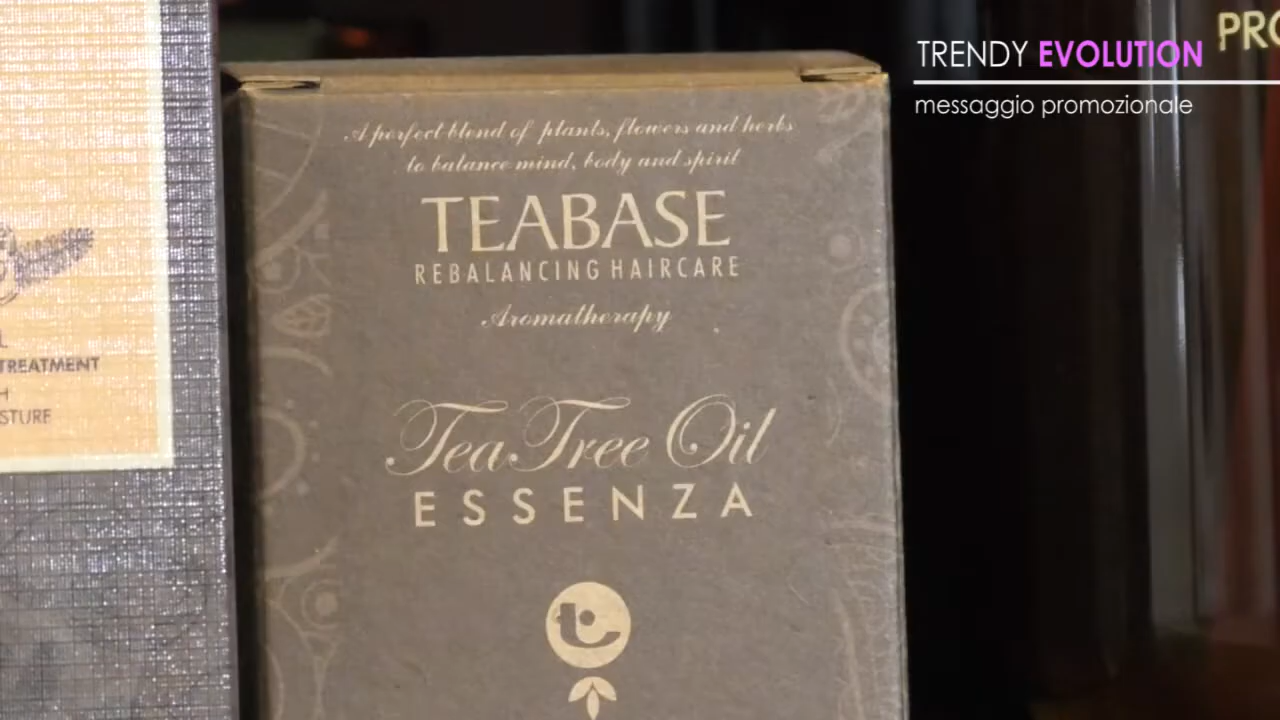 TRENDY EVOLUTION
messaggio promozionale
A perfect blend of plants, flowers and herbs
to balance mind, body and spirit
TEABASE
REBALANCING HAIRCARE
Aromatherapy
Tea Tree Oil
ESSENZA
TREATMENT